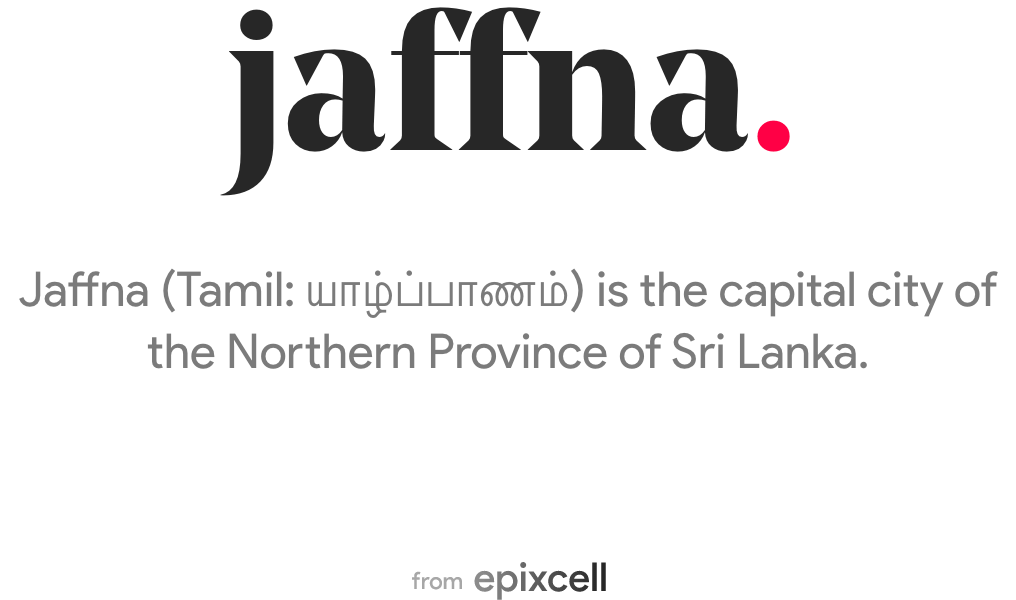 jaffna.
Jaffna (Tamil: யாழ்ப்பாணம்) is the capital city of
the Northern Province of Sri Lanka.
from epixcell